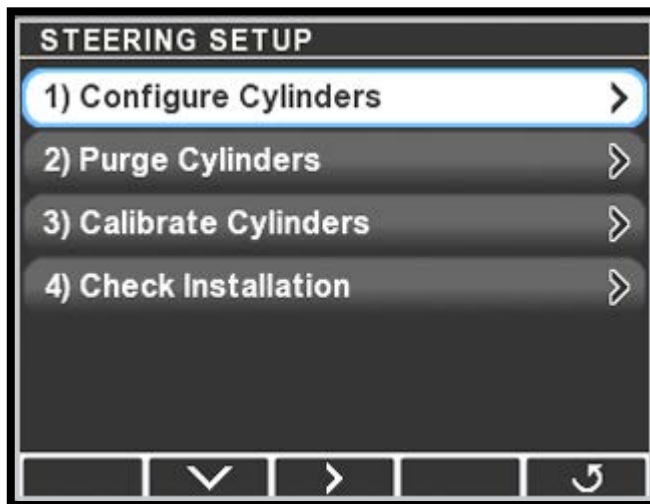 STEERING SETUP
1) Configure Cylinders
2) Purge Cylinders
3) Calibrate Cylinders
4) Check Installation